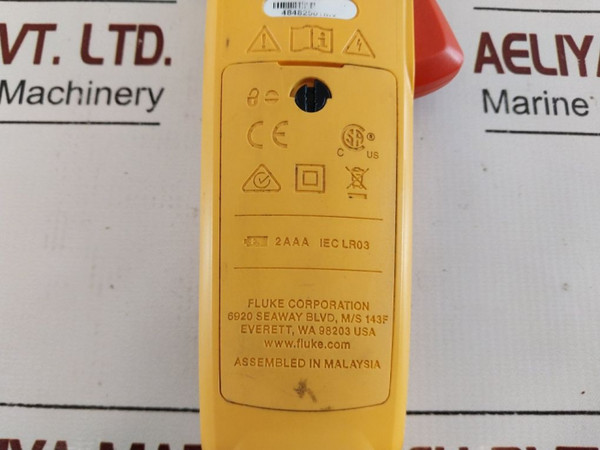 VT. LTD.
Machinery
AELIYA
Marine
CE
C
US
2AAA IEC LR03
FLUKE CORPORATION
6920 SEAWAY BLVD, M/S 143F
EVERETT, WA 98203 USA
www.fluke.com
ASSEMBLED IN MALAYSIA